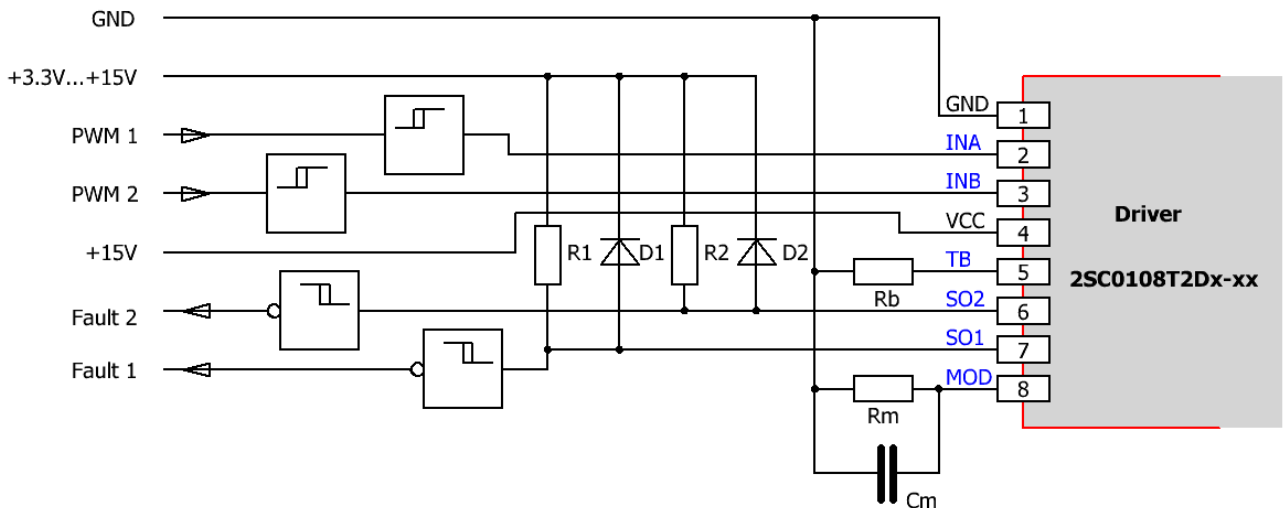 GND
+3.3V...+15V
PWM 1
PWM 2
+15V
Fault 2
Fault 1
R1
D1
R2
D2
Rb
Rm
Cm
GND
INA
INB
VCC
TB
SO2
SO1
MOD
1
2
3
4
5
6
7
8
Driver
2SC0108T2Dx-xx